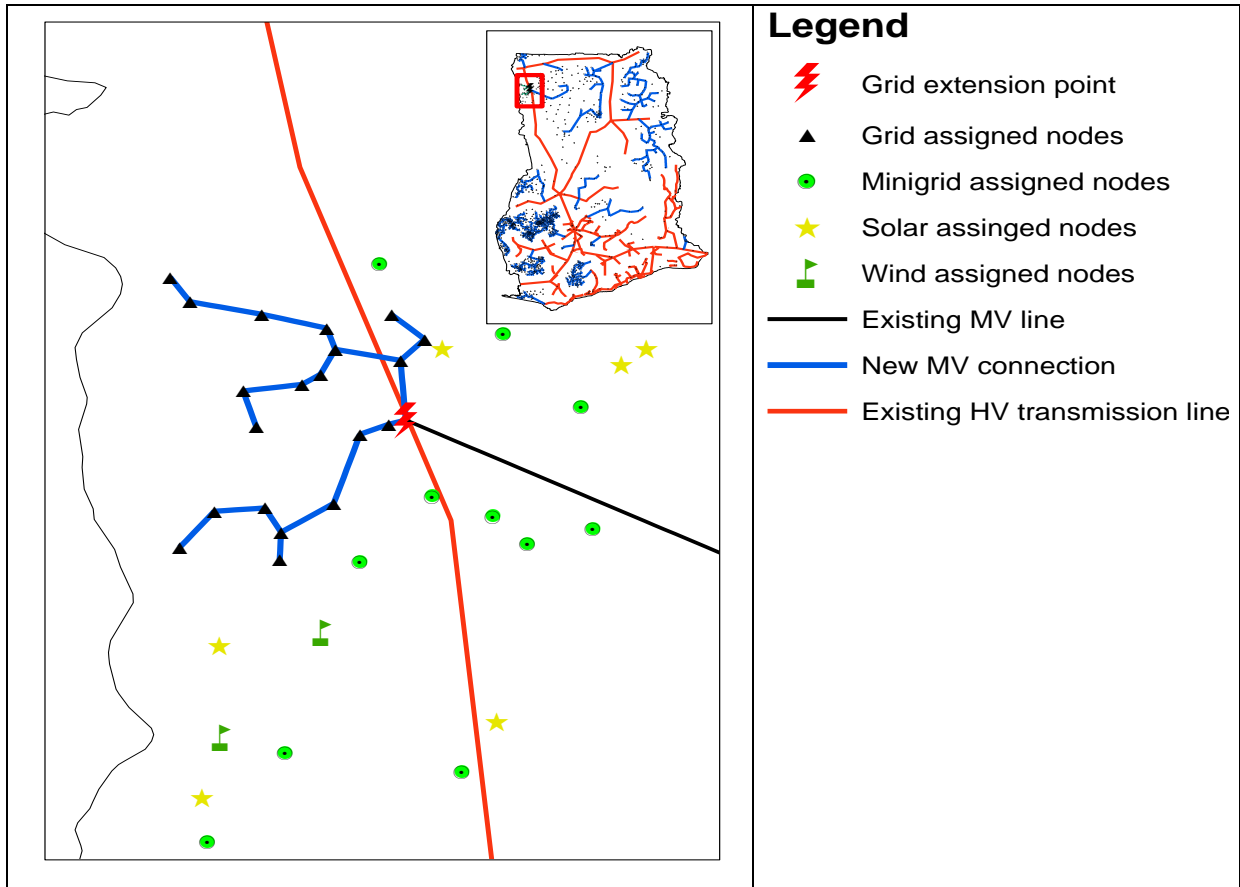 Legend
Grid extension point
Grid assigned nodes
Minigrid assigned nodes
Solar assinged nodes
Wind assigned nodes
Existing MV line
New MV connection
Existing HV transmission line